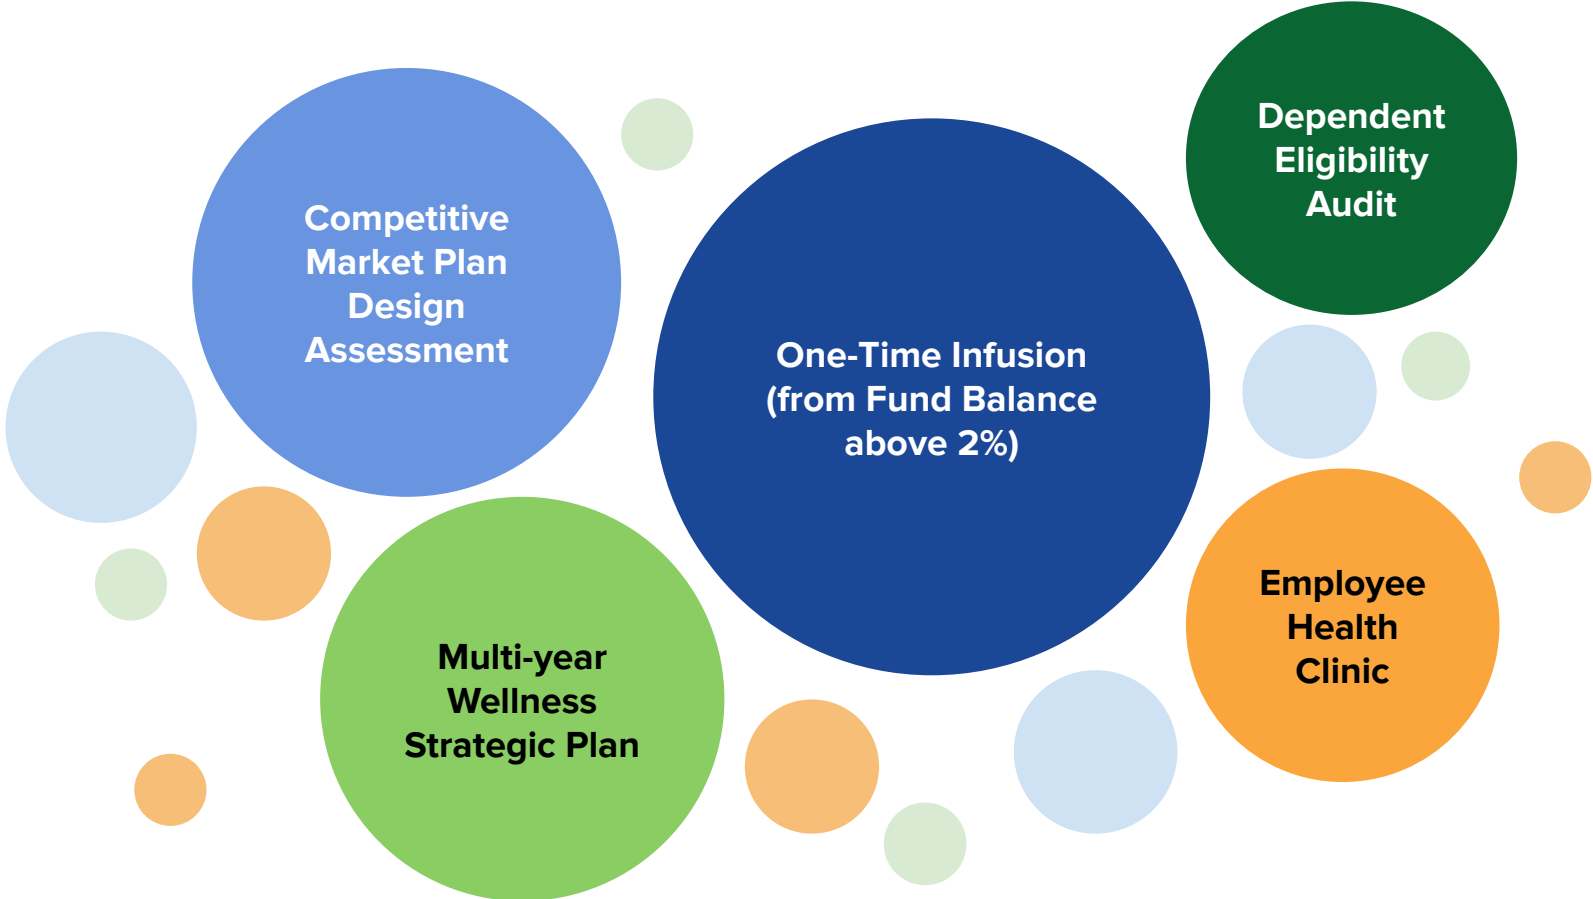 Competitive
Market Plan
Design
Assessment
One-Time Infusion
(from Fund Balance
above 2%)
Dependent
Eligibility
Audit
Multi-year
Wellness
Strategic Plan
Employee
Health
Clinic